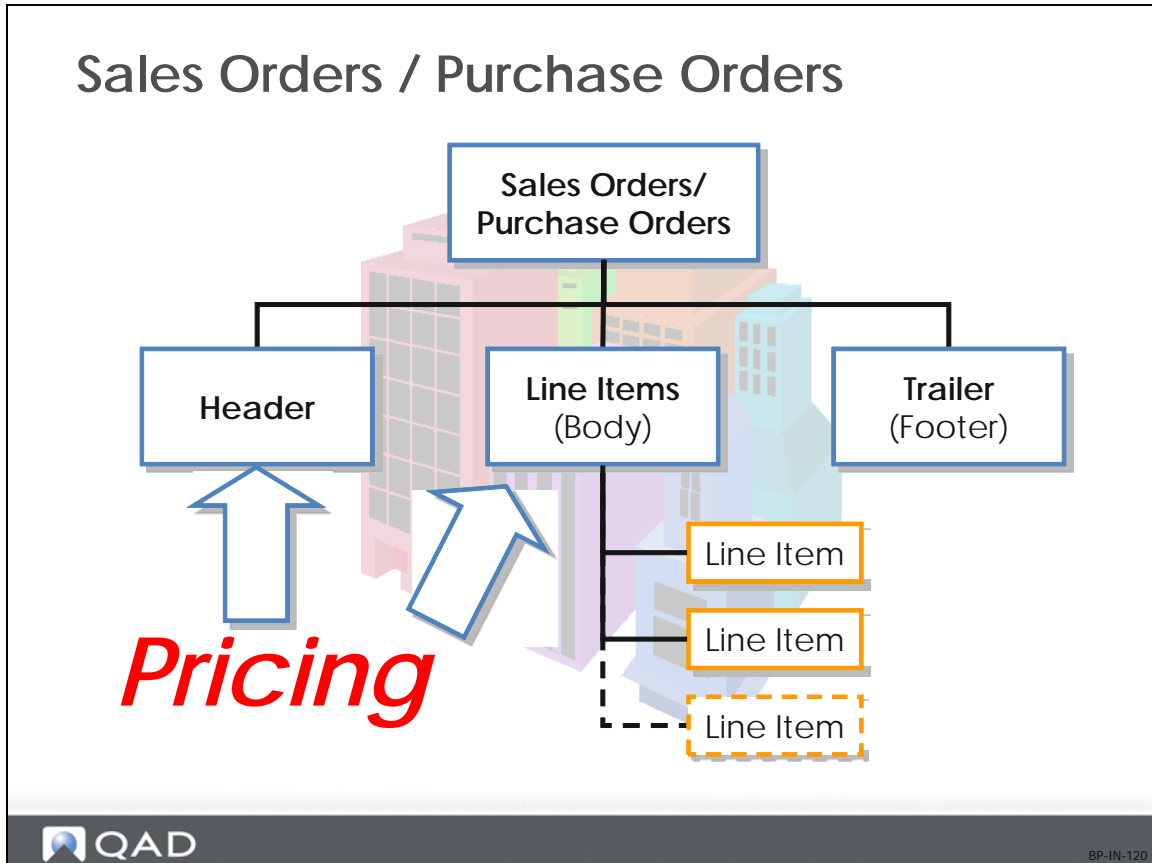 Sales Orders / Purchase Orders
Sales Orders/
Purchase Orders
Header
Line Items
(Body)
Trailer
(Footer)
Line Item
Line Item
Pricing
Line Item
QAD
BP-IN-120